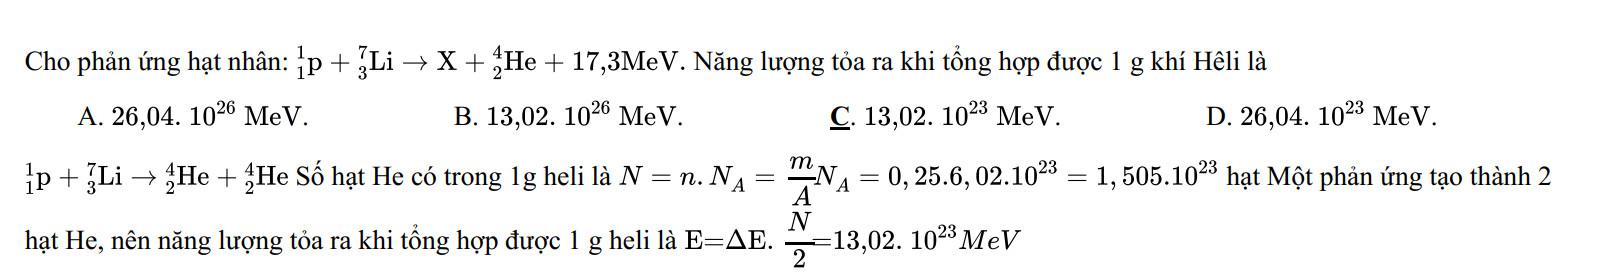 Cho phản ứng hạt nhân: ${}_{1}^{1}\mathrm{p} + {}_{3}^{7}\mathrm{Li} \rightarrow \mathrm{X} + {}_{2}^{4}\mathrm{He} + 17{,}3\mathrm{MeV}$. Năng lượng tỏa ra khi tổng hợp được 1 g khí Hêli là
A. $26{,}04.\,10^{26}$ MeV. B. $13{,}02.\,10^{26}$ MeV. C. $13{,}02.\,10^{23}$ MeV. D. $26{,}04.\,10^{23}$ MeV.
${}_{1}^{1}\mathrm{p} + {}_{3}^{7}\mathrm{Li} \rightarrow {}_{2}^{4}\mathrm{He} + {}_{2}^{4}\mathrm{He}$ Số hạt He có trong 1g heli là $N = n.\,N_A = \frac{m}{A}N_A = 0,25.6,02.10^{23} = 1,505.10^{23}$ hạt Một phản ứng tạo thành 2
hạt He, nên năng lượng tỏa ra khi tổng hợp được 1 g heli là E=ΔE. $\frac{N}{2}$=13,02. $10^{23}MeV$